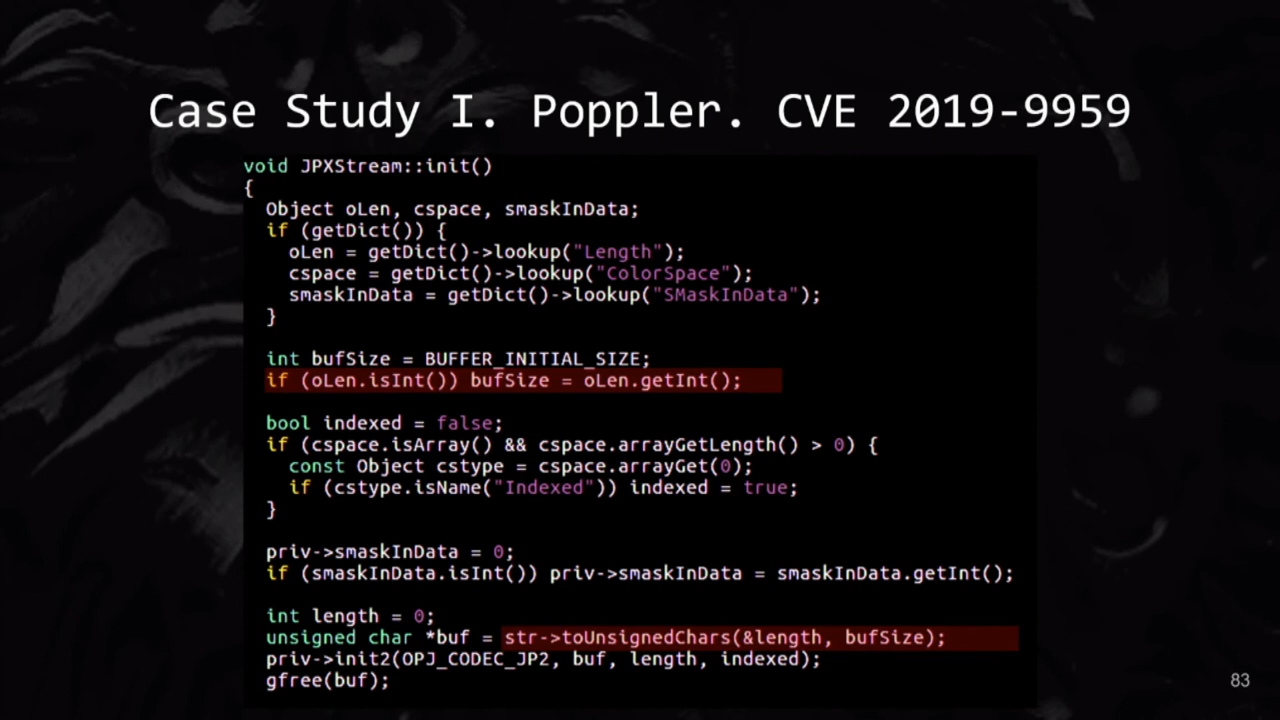 Case Study I. Poppler. CVE 2019-9959
void JPXStream::init()
{
  Object oLen, cspace, smaskInData;
  if (getDict()) {
    oLen = getDict()->lookup("Length");
    cspace = getDict()->lookup("ColorSpace");
    smaskInData = getDict()->lookup("SMaskInData");
  }

  int bufSize = BUFFER_INITIAL_SIZE;
  if (oLen.isInt()) bufSize = oLen.getInt();

  bool indexed = false;
  if (cspace.isArray() && cspace.arrayGetLength() > 0) {
    const Object cstype = cspace.arrayGet(0);
    if (cstype.isName("Indexed")) indexed = true;
  }

  priv->smaskInData = 0;
  if (smaskInData.isInt()) priv->smaskInData = smaskInData.getInt();

  int length = 0;
  unsigned char *buf = str->toUnsignedChars(&length, bufSize);
  priv->init2(OPJ_CODEC_JP2, buf, length, indexed);
  gfree(buf);
83